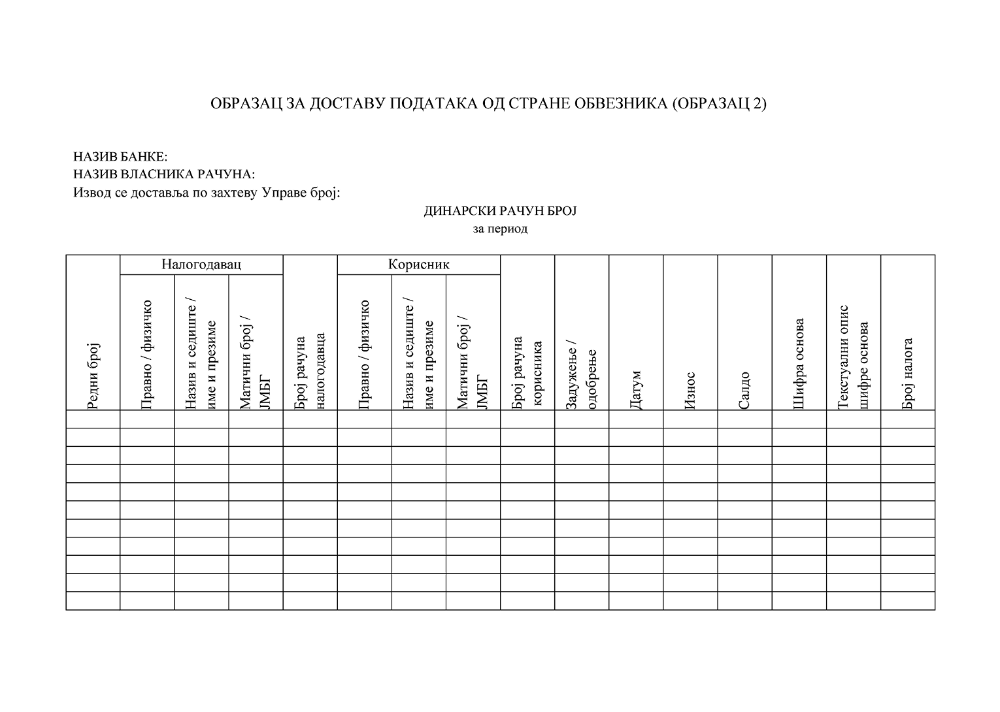 ОБРАЗАЦ ЗА ДОСТАВУ ПОДАТАКА ОД СТРАНЕ ОБВЕЗНИКА (ОБРАЗАЦ 2)
НАЗИВ БАНКЕ:
НАЗИВ ВЛАСНИКА РАЧУНА:
Извод се доставља по захтеву Управе број:
ДИНАРСКИ РАЧУН БРОЈ
за период
Редни број
Налогодавац
Правно / физичко
Назив и седиште /
име и презиме
Матични број /
ЈМБГ
Број рачуна
налогодавца
Корисник
Правно / физичко
Назив и седиште /
име и презиме
Матични број /
ЈМБГ
Број рачуна
корисника
Задужење /
одобрење
Датум
Износ
Салдо
Шифра основа
Текстуални опис
шифре основа
Број налога